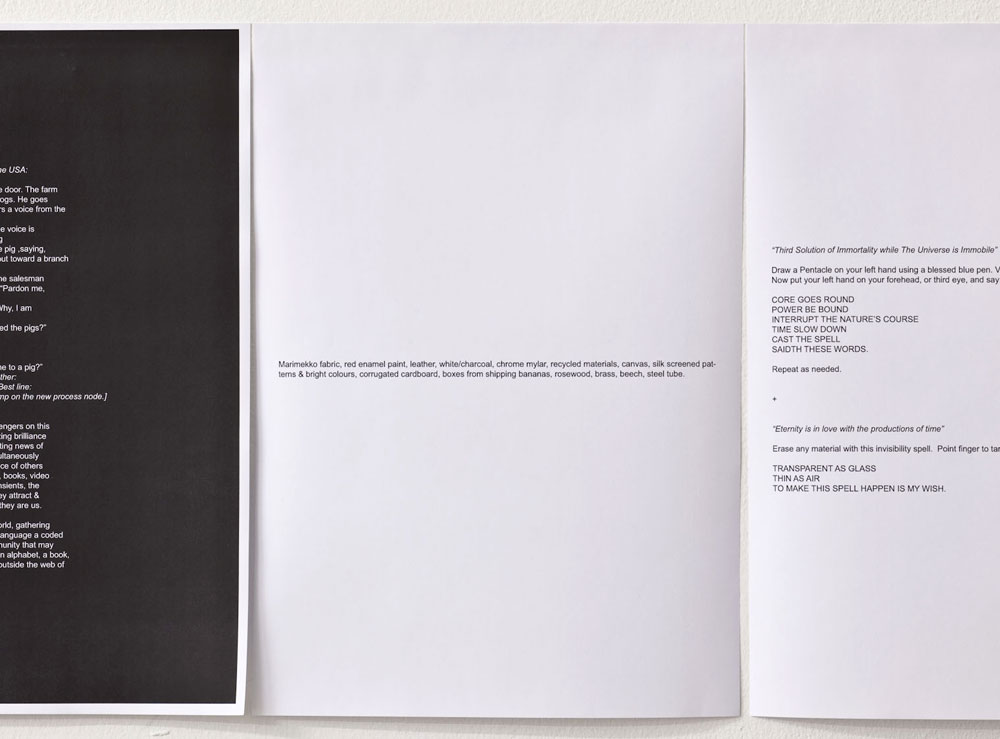 ne USA:
e door. The farm
ogs. He goes
rs a voice from the
e voice is
g
e pig ,saying,
out toward a branch
he salesman
"Pardon me,
Why, I am
ed the pigs?"
ne to a pig?"
ther:
Best line:
mp on the new process node.]
engers on this
zing brilliance
ting news of
ultaneously
ce of others
, books, video
nsients, the
ey attract &
they are us.
orld, gathering
anguage a coded
munity that may
n alphabet, a book,
outside the web of
Marimekko fabric, red enamel paint, leather, white/charcoal, chrome mylar, recycled materials, canvas, silk screened pat-
terns & bright colours, corrugated cardboard, boxes from shipping bananas, rosewood, brass, beech, steel tube.
"Third Solution of Immortality while The Universe is Immobile"
Draw a Pentacle on your left hand using a blessed blue pen. V
Now put your left hand on your forehead, or third eye, and say
CORE GOES ROUND
POWER BE BOUND
INTERRUPT THE NATURE'S COURSE
TIME SLOW DOWN
CAST THE SPELL
SAIDTH THESE WORDS.
Repeat as needed.
+
"Eternity is in love with the productions of time"
Erase any material with this invisibility spell.  Point finger to tar
TRANSPARENT AS GLASS
THIN AS AIR
TO MAKE THIS SPELL HAPPEN IS MY WISH.